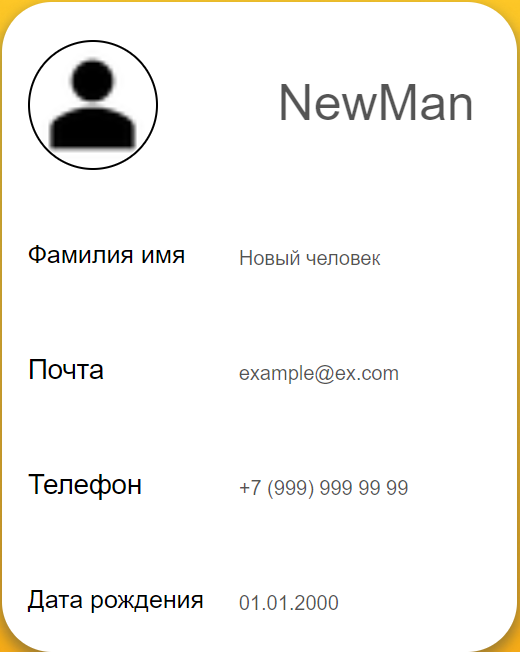 NewMan
Фамилия имя Новый человек
Почта example@ex.com
Телефон +7 (999) 999 99 99
Дата рождения 01.01.2000